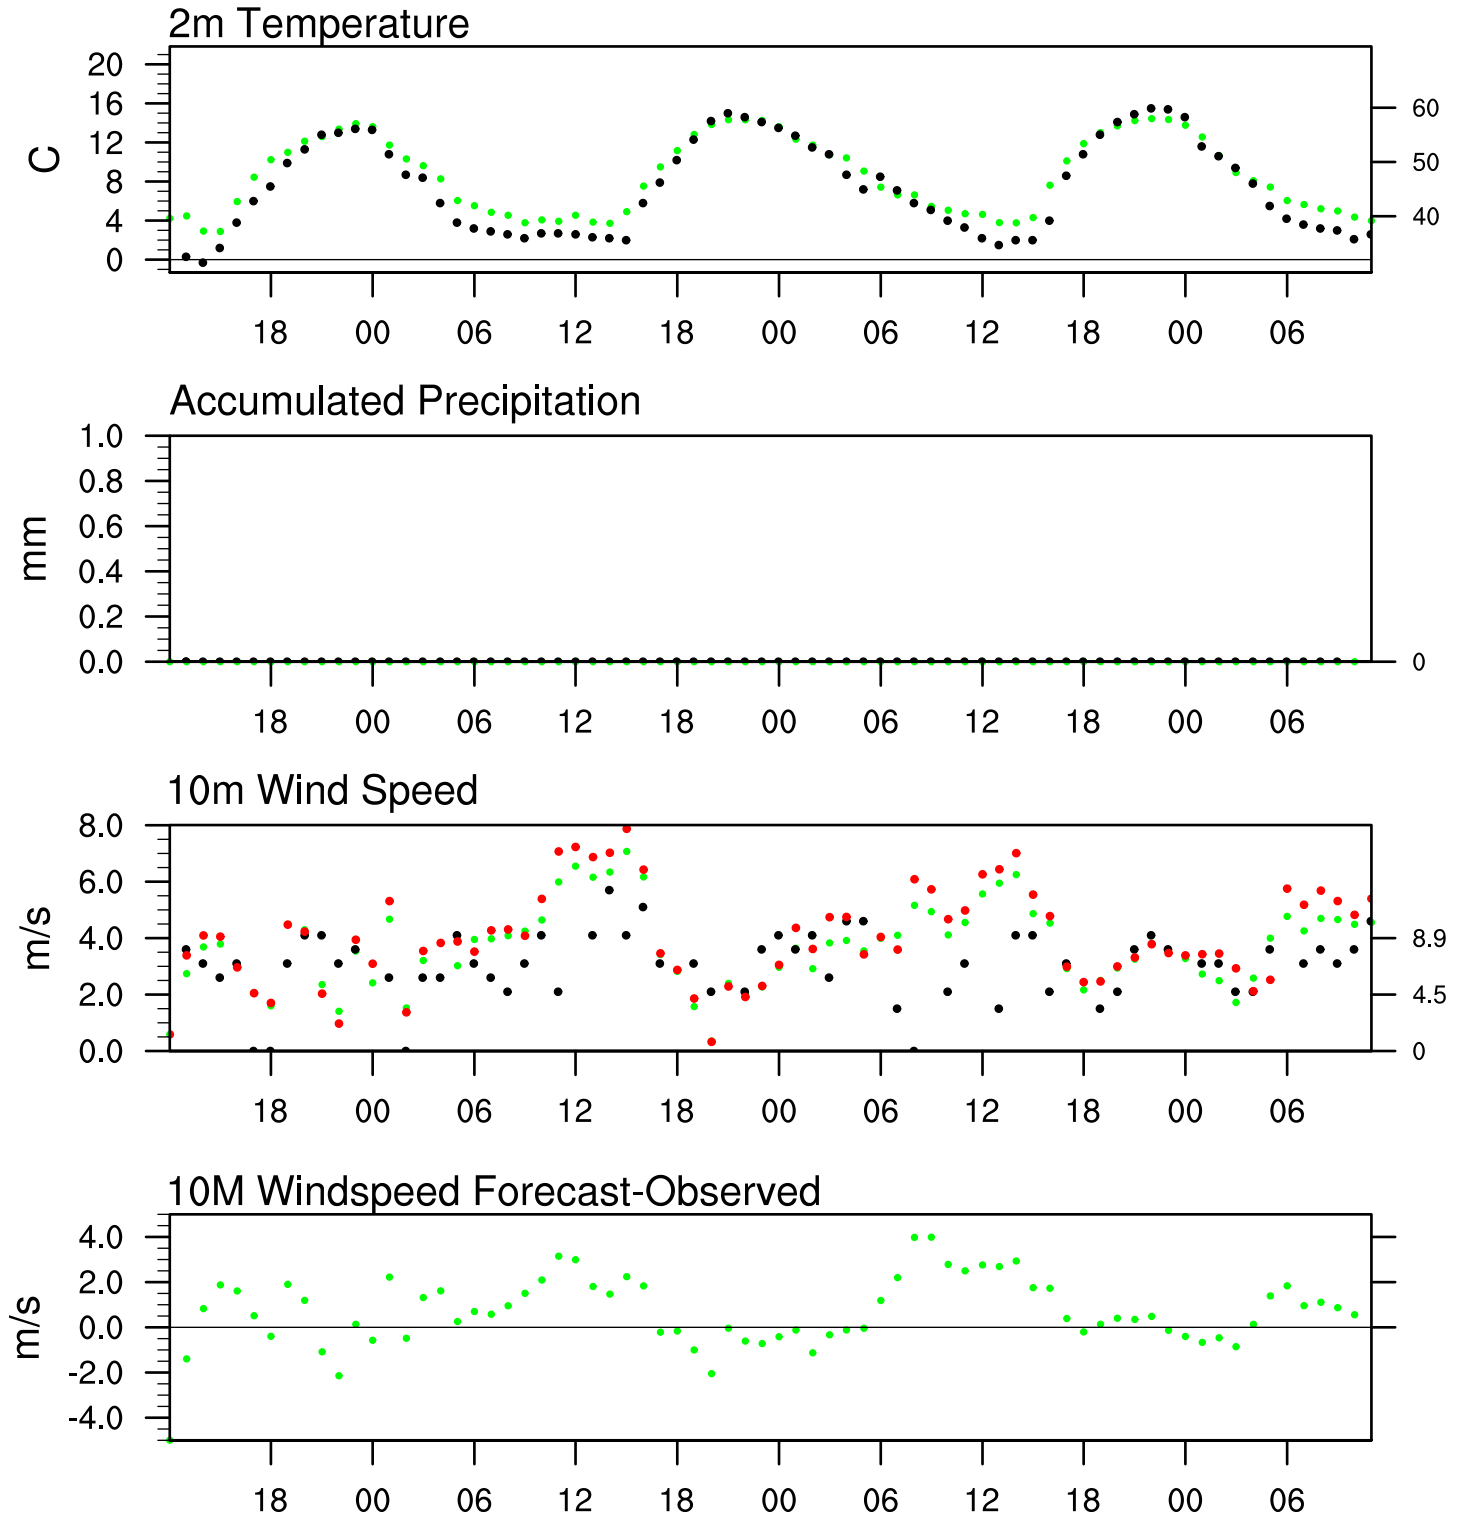 2m Temperature
20
16
12
8
4
0
C
60
50
40
18 00 06 12 18 00 06 12 18 00 06
Accumulated Precipitation
1.0
0.8
0.6
0.4
0.2
0.0
mm
0
18 00 06 12 18 00 06 12 18 00 06
10m Wind Speed
8.0
6.0
4.0
2.0
0.0
m/s
8.9
4.5
0
18 00 06 12 18 00 06 12 18 00 06
10M Windspeed Forecast-Observed
4.0
2.0
0.0
-2.0
-4.0
m/s
18 00 06 12 18 00 06 12 18 00 06